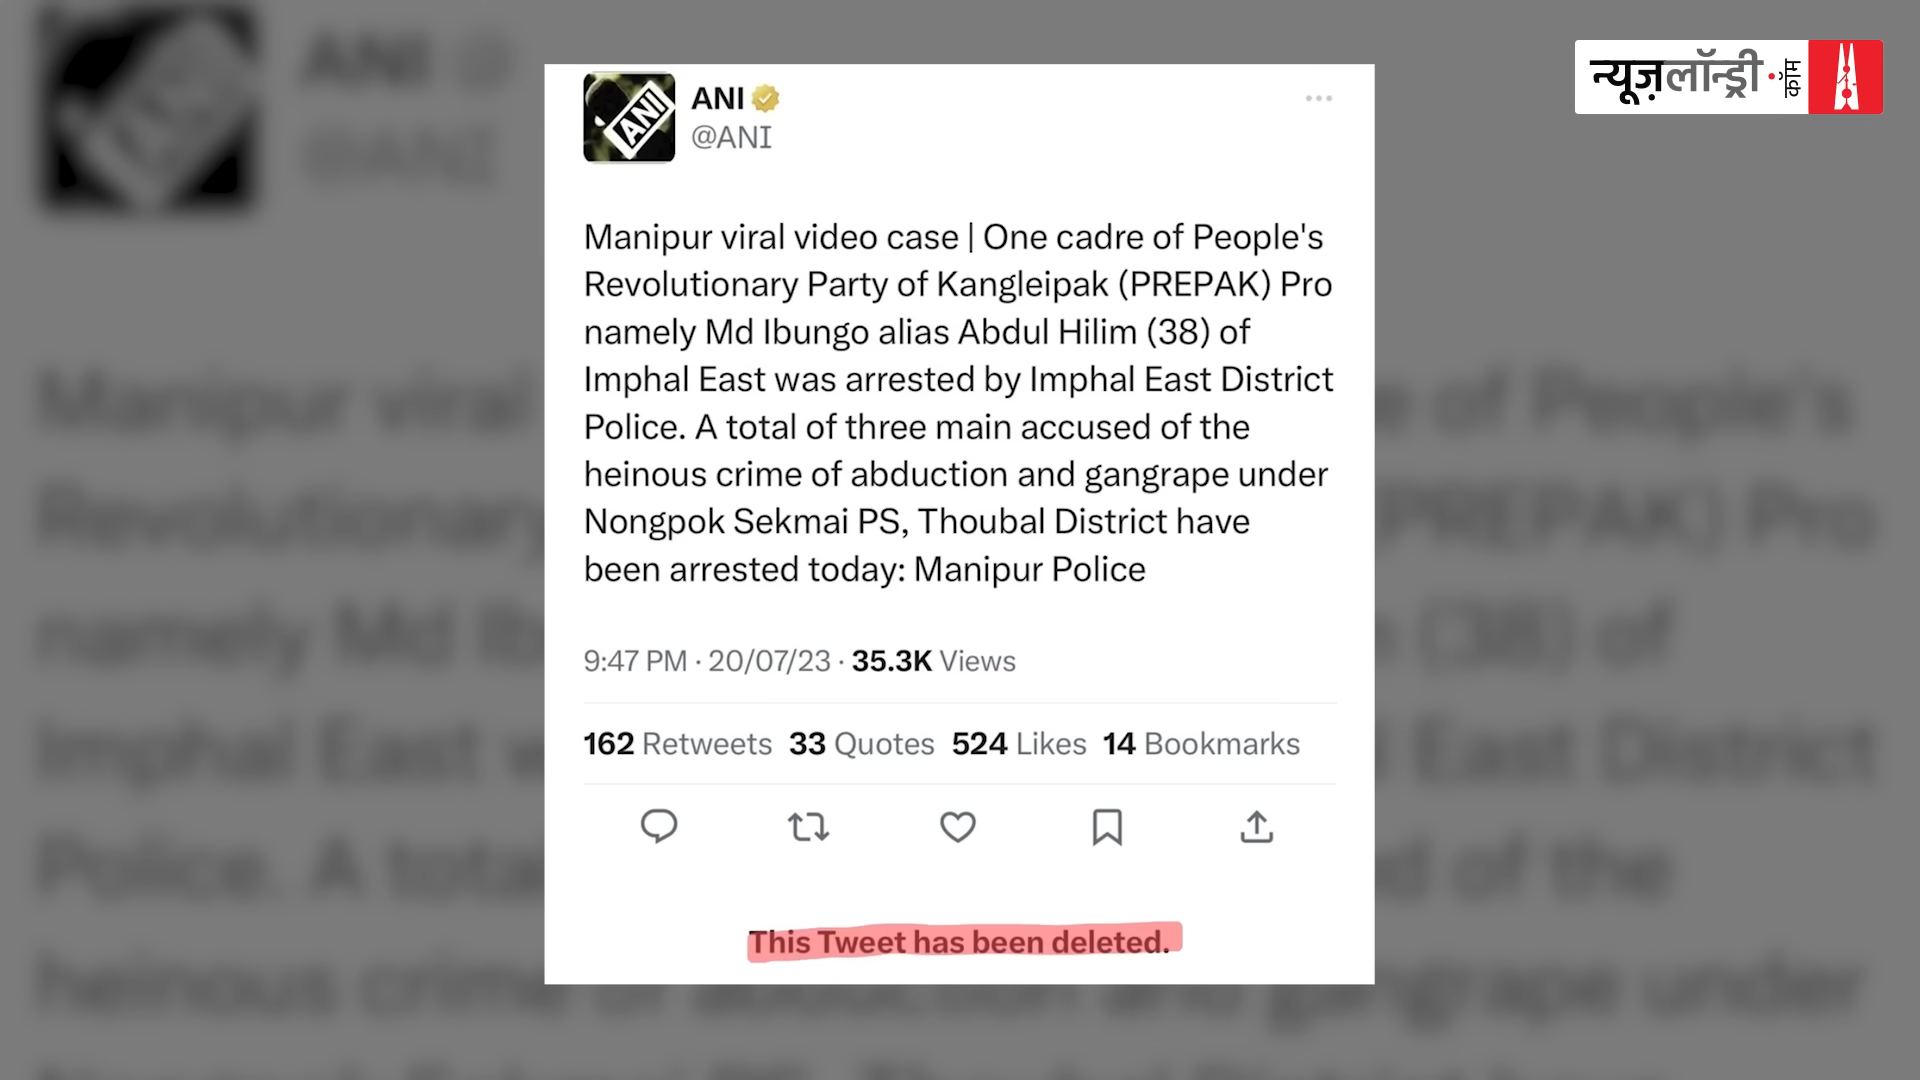 ANI
@ANI
न्यूज़लॉन्ड्री.कॉम
ANI
ANI
@ANI
Manipur viral video case | One cadre of People's
Revolutionary Party of Kangleipak (PREPAK) Pro
namely Md Ibungo alias Abdul Hilim (38) of
Imphal East was arrested by Imphal East District
Police. A total of three main accused of the
heinous crime of abduction and gangrape under
Nongpok Sekmai PS, Thoubal District have
been arrested today: Manipur Police
9:47 PM · 20/07/23 · 35.3K Views
162 Retweets 33 Quotes 524 Likes 14 Bookmarks
This Tweet has been deleted.